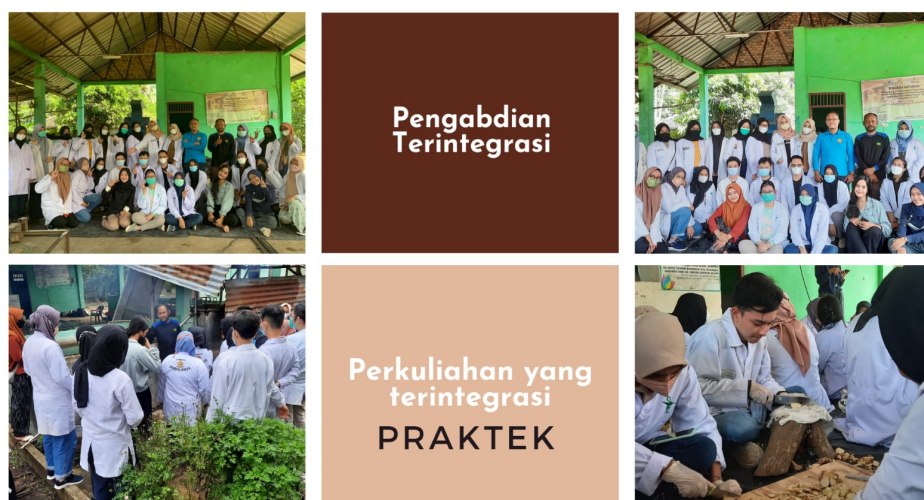 Pengabdian
Terintegrasi
Perkuliahan yang
terintegrasi
PRAKTEK